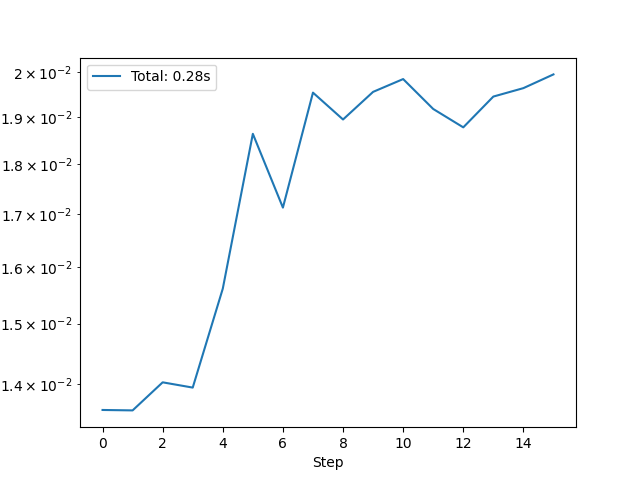 Total: 0.28s
2 × 10⁻²
1.9 × 10⁻²
1.8 × 10⁻²
1.7 × 10⁻²
1.6 × 10⁻²
1.5 × 10⁻²
1.4 × 10⁻²
0 2 4 6 8 10 12 14
Step